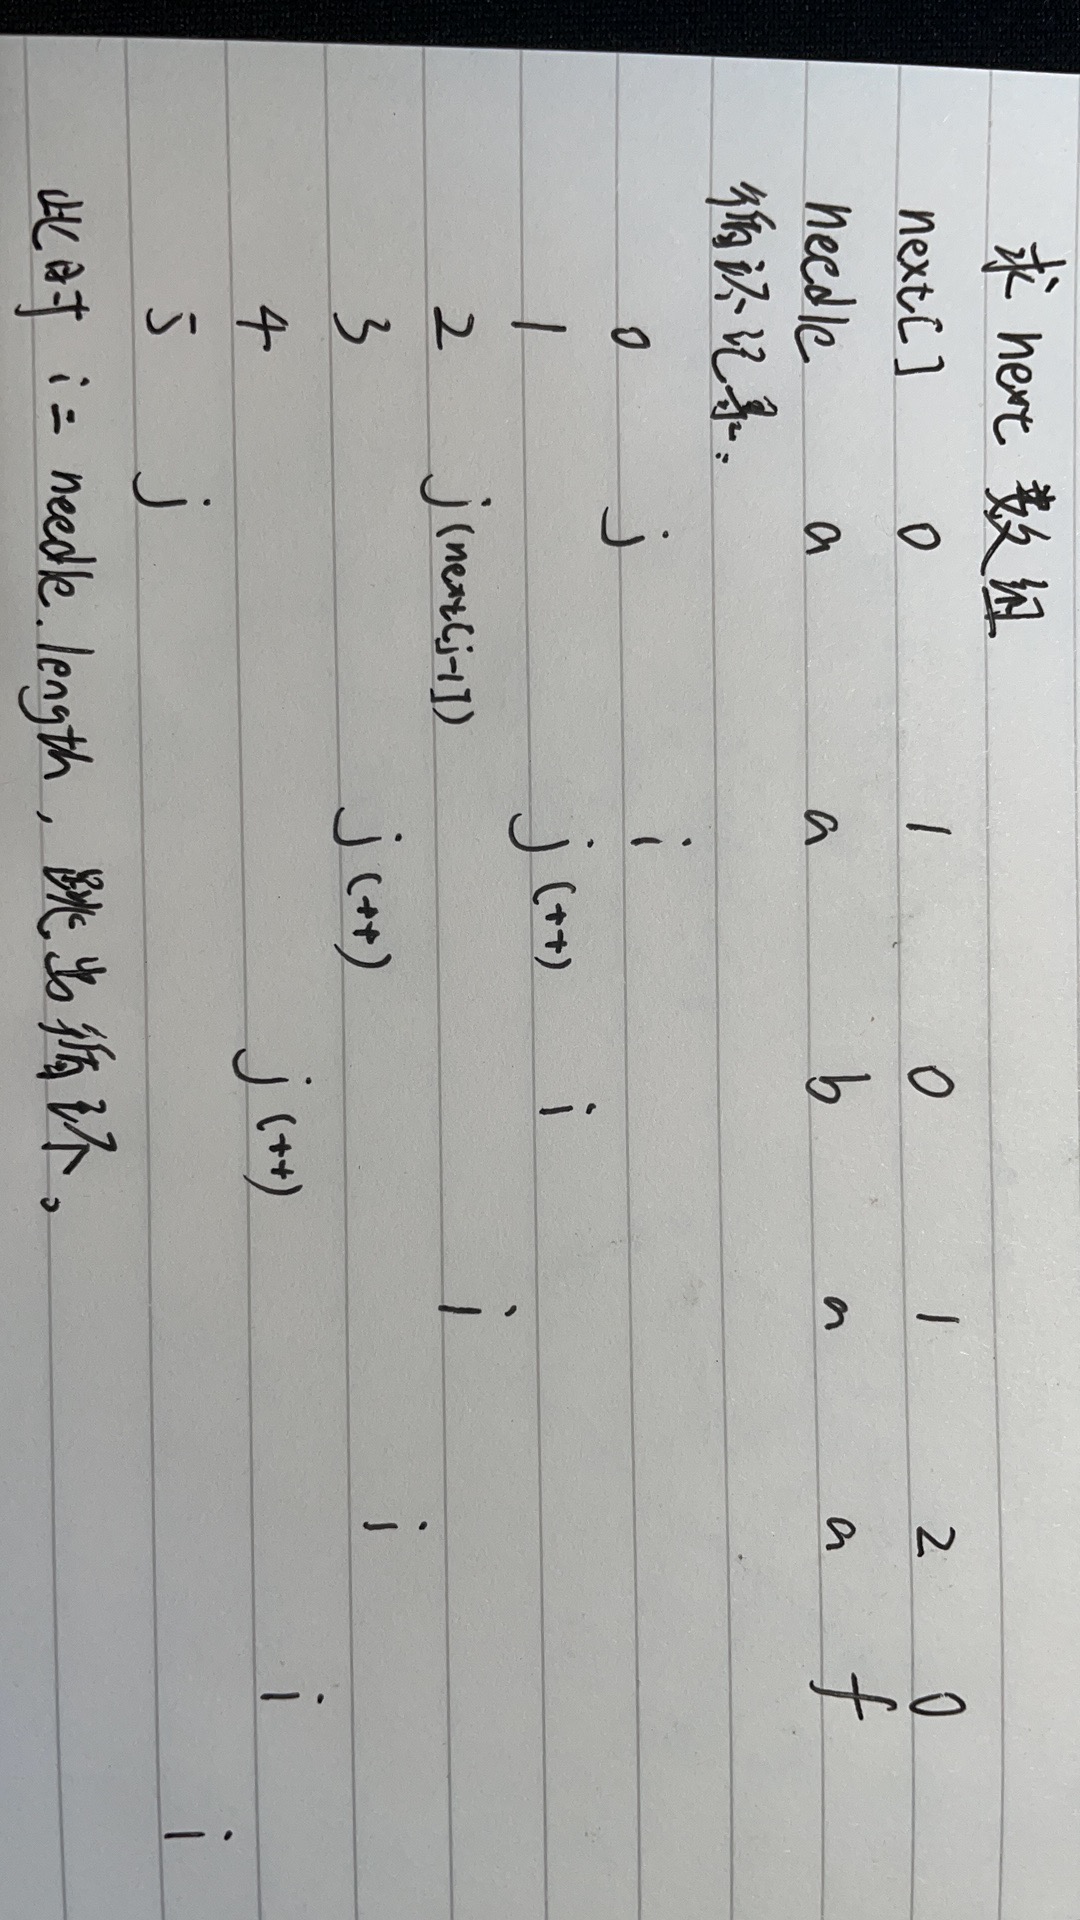 求 next 数组
next[] 0 1 0 1 2 0
needle a a b a a f
循环记录:
0 j i
1 j (++) i
2 j (next[j-1]) i
3 j (++) i
4 j (++) i
5 j i
此时 i = needle.length, 跳出循环。